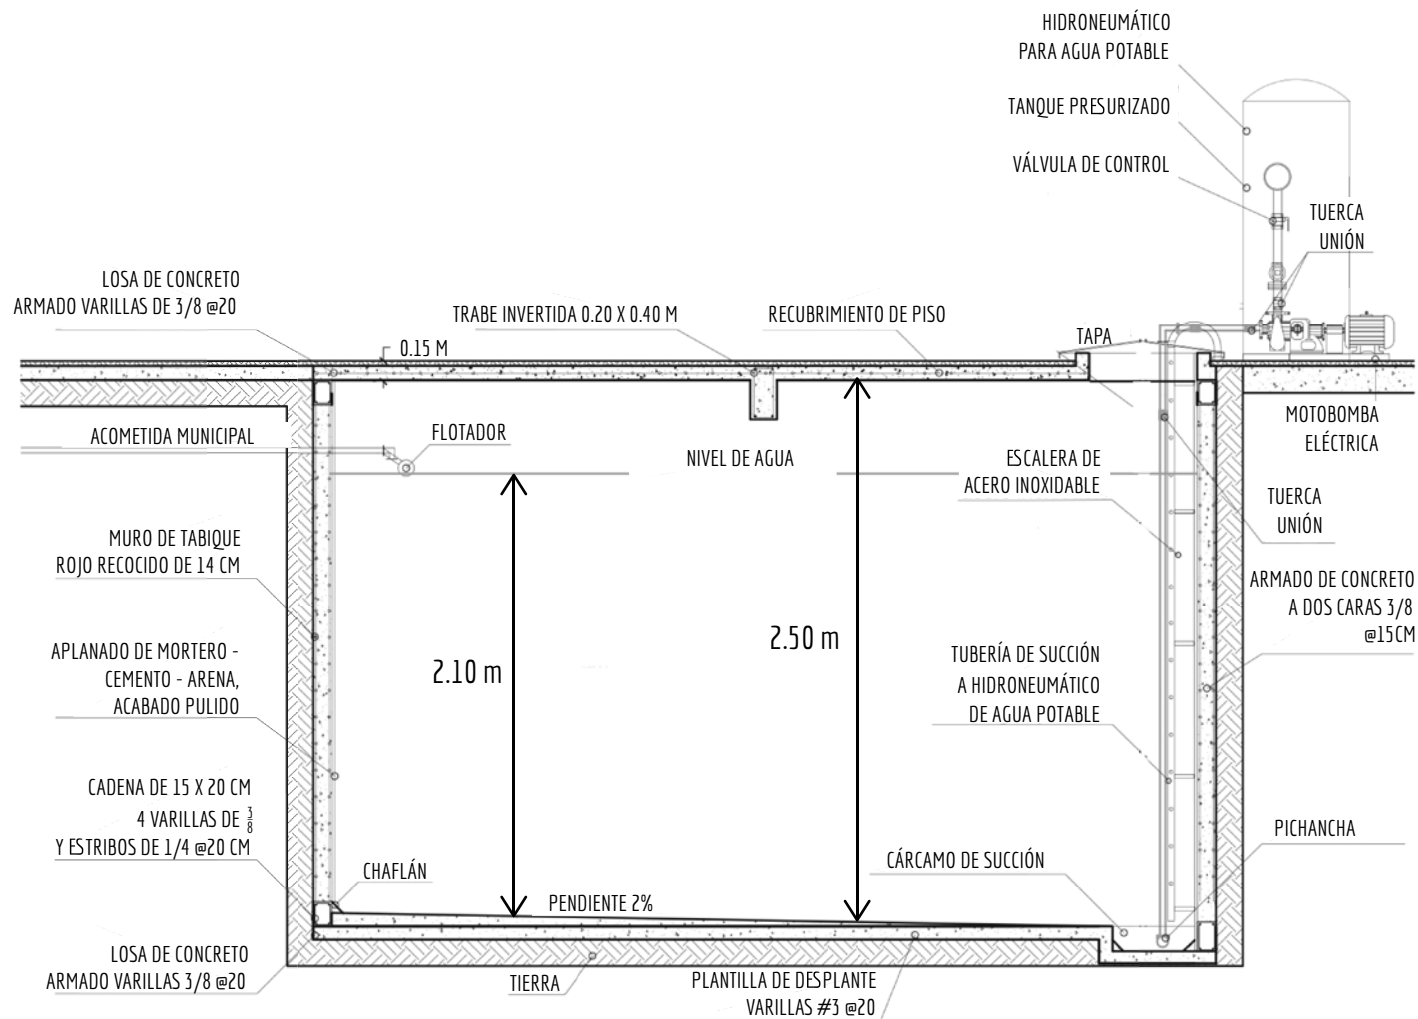 HIDRONEUMÁTICO
PARA AGUA POTABLE
TANQUE PRESURIZADO
VÁLVULA DE CONTROL
TUERCA
UNIÓN
LOSA DE CONCRETO
ARMADO VARILLAS DE 3/8 @20
TRABE INVERTIDA 0.20 X 0.40 M
RECUBRIMIENTO DE PISO
TAPA
0.15 M
MOTOBOMBA
ELÉCTRICA
ACOMETIDA MUNICIPAL
FLOTADOR
NIVEL DE AGUA
ESCALERA DE
ACERO INOXIDABLE
TUERCA
UNIÓN
MURO DE TABIQUE
ROJO RECOCIDO DE 14 CM
ARMADO DE CONCRETO
A DOS CARAS 3/8
@15CM
2.50 m
2.10 m
APLANADO DE MORTERO -
CEMENTO - ARENA,
ACABADO PULIDO
TUBERÍA DE SUCCIÓN
A HIDRONEUMÁTICO
DE AGUA POTABLE
CADENA DE 15 X 20 CM
4 VARILLAS DE 3/8
Y ESTRIBOS DE 1/4 @20 CM
PICHANCHA
CHAFLÁN
CÁRCAMO DE SUCCIÓN
PENDIENTE 2%
LOSA DE CONCRETO
ARMADO VARILLAS 3/8 @20
TIERRA
PLANTILLA DE DESPLANTE
VARILLAS #3 @20